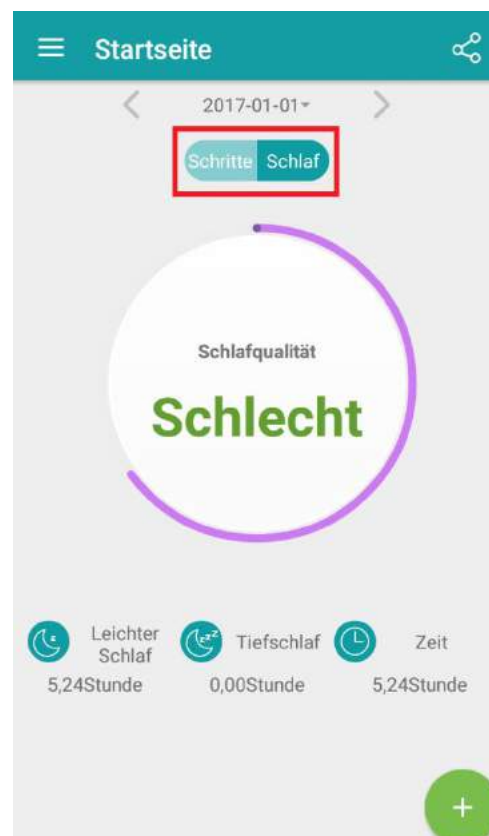 Startseite
2017-01-01
Schritte Schlaf
Schlafqualität
Schlecht
Leichter Schlaf
Tiefschlaf
Zeit
5,24Stunde
0,00Stunde
5,24Stunde